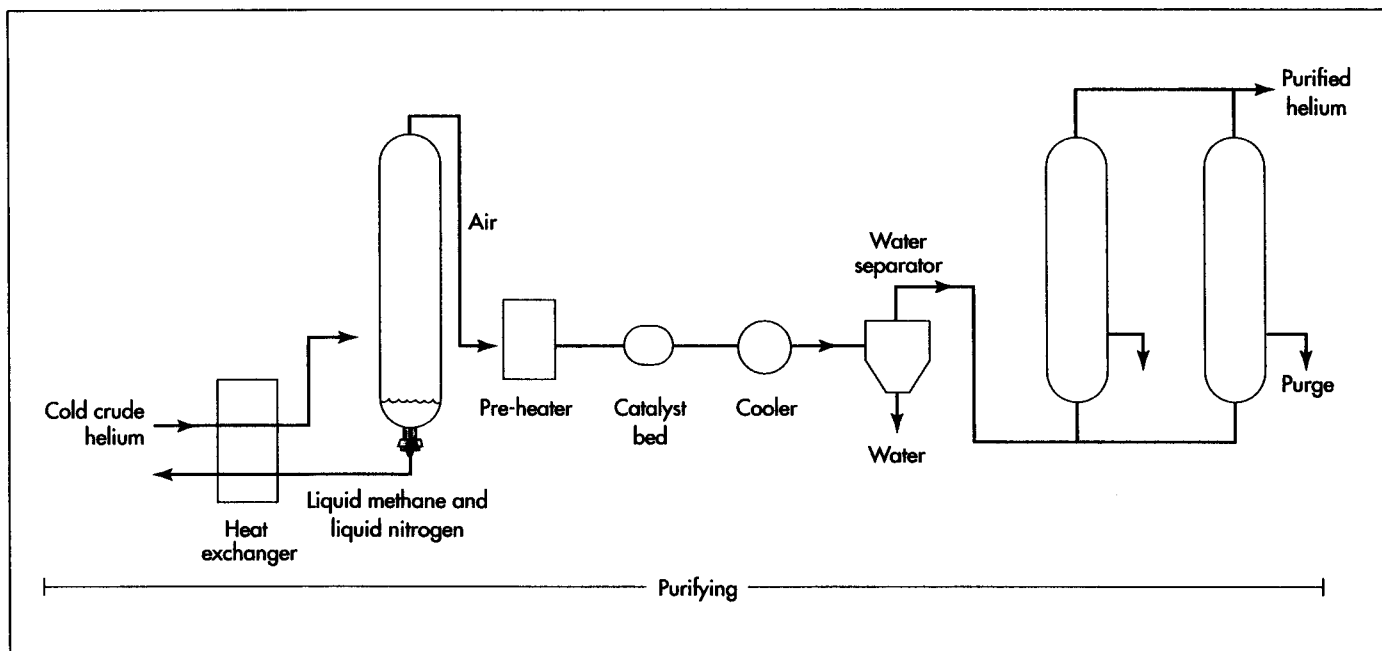 Purified
helium
Air
Water
separator
Cold crude
helium
Pre-heater
Catalyst
bed
Cooler
Purge
Water
Liquid methane and
liquid nitrogen
Heat
exchanger
Purifying